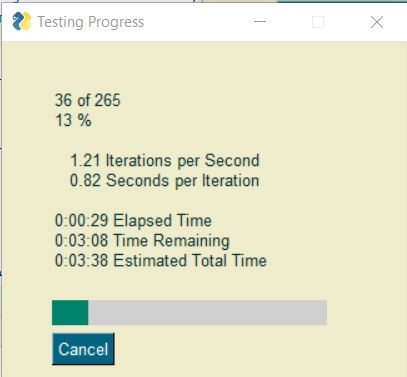 Testing Progress
36 of 265
13 %
1.21 Iterations per Second
0.82 Seconds per Iteration
0:00:29 Elapsed Time
0:03:08 Time Remaining
0:03:38 Estimated Total Time
Cancel